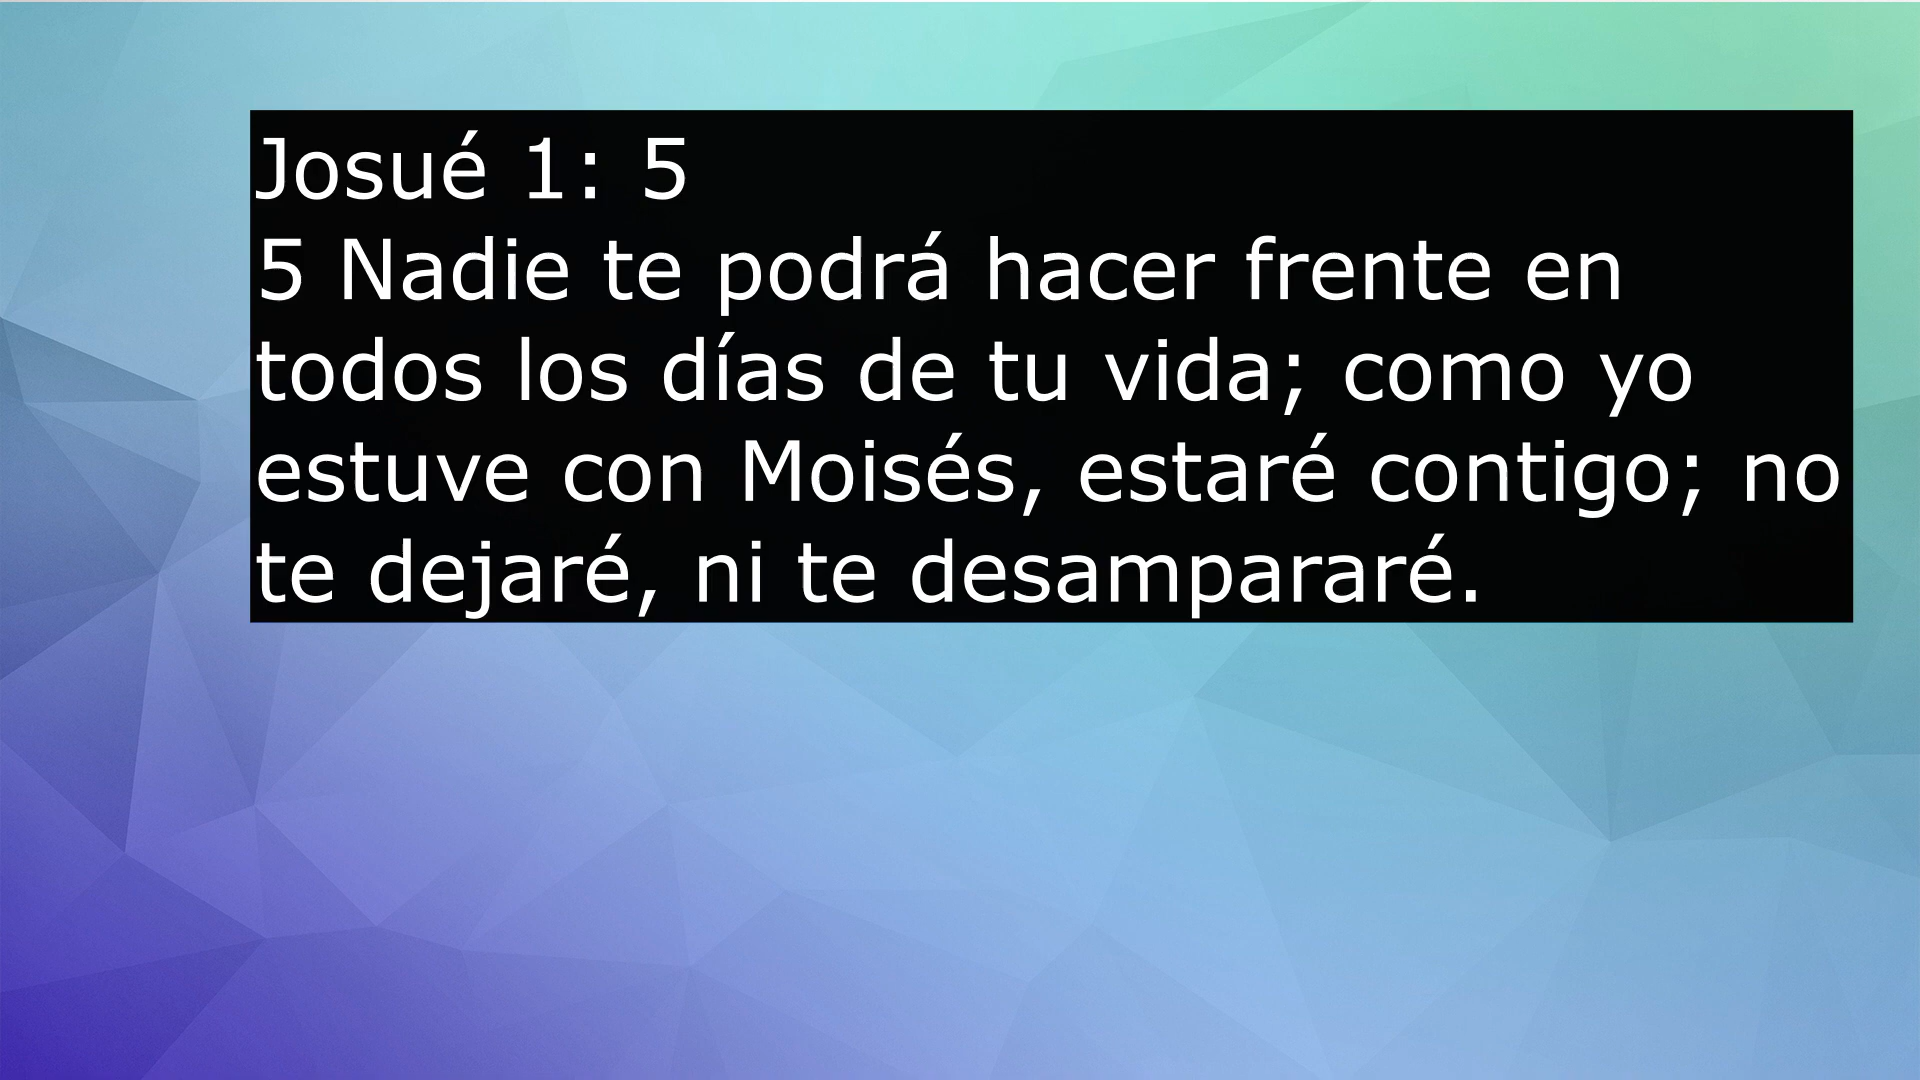 Josué 1: 5
5 Nadie te podrá hacer frente en
todos los días de tu vida; como yo
estuve con Moisés, estaré contigo; no
te dejaré, ni te desampararé.